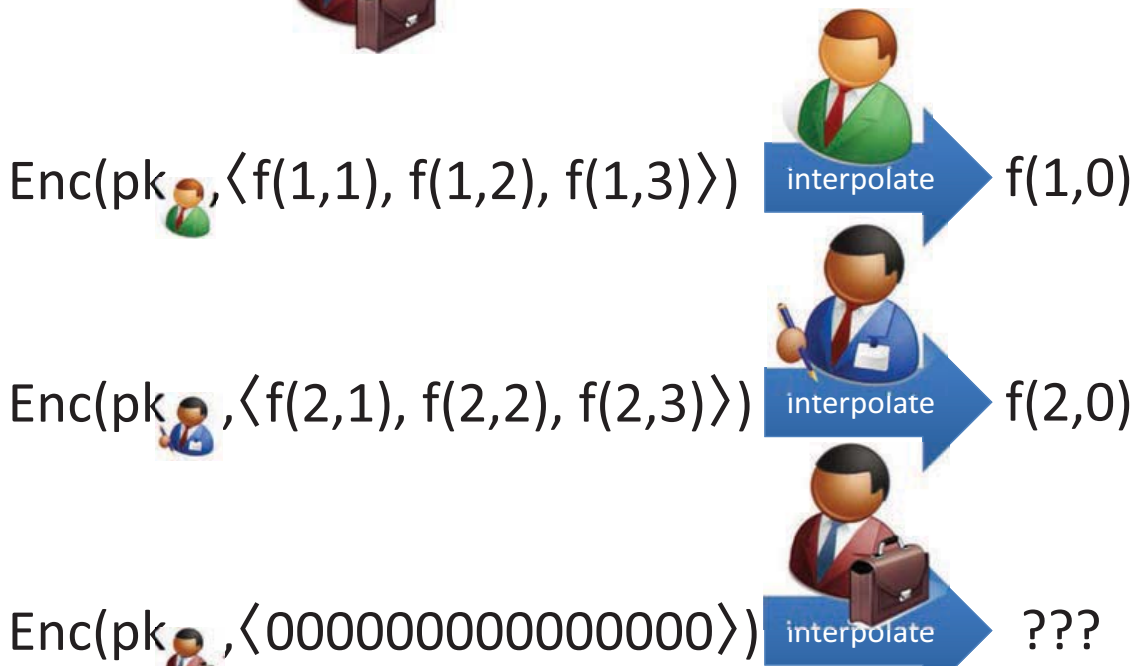 Enc(pk ,⟨f(1,1), f(1,2), f(1,3)⟩) interpolate f(1,0)
Enc(pk ,⟨f(2,1), f(2,2), f(2,3)⟩) interpolate f(2,0)
Enc(pk ,⟨0000000000000000⟩) interpolate ???